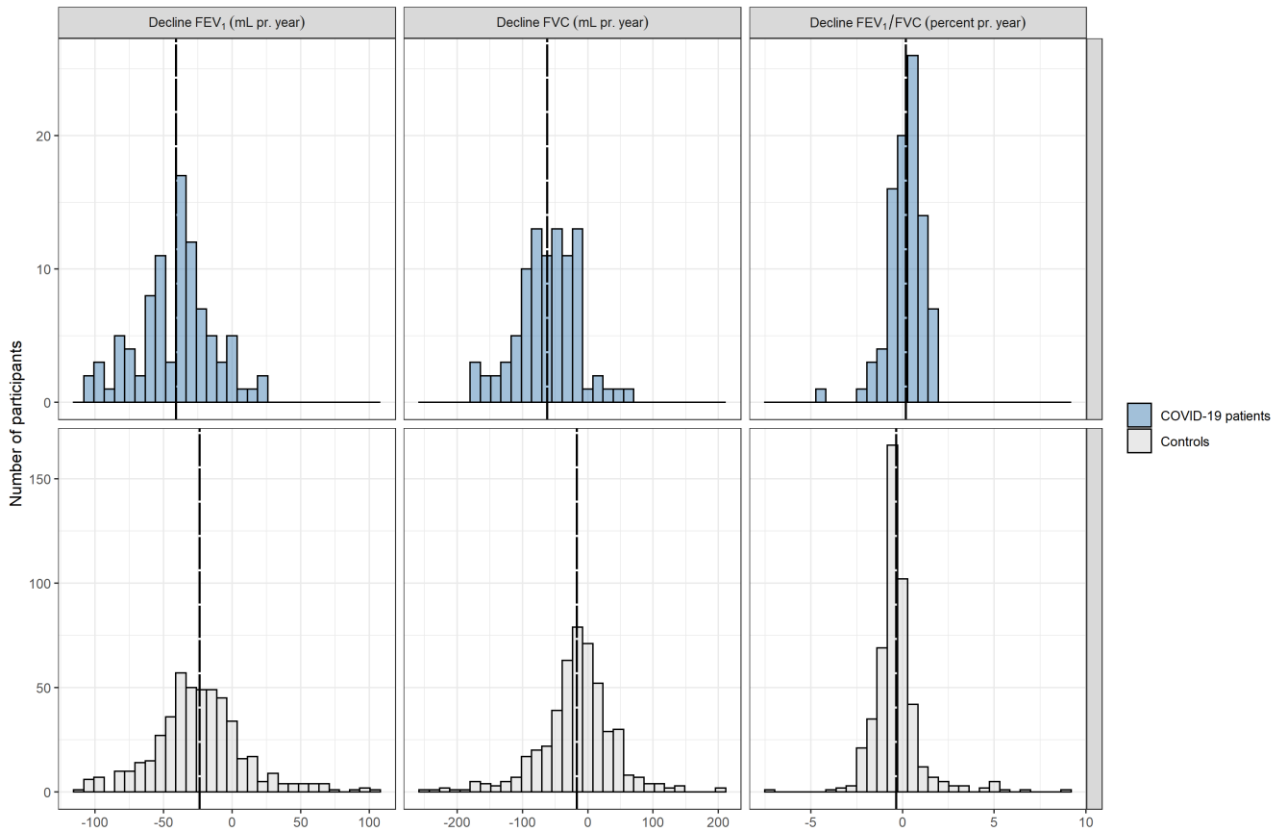 Decline FEV₁ (mL pr. year)
Decline FVC (mL pr. year)
Decline FEV₁/FVC (percent pr. year)
Number of participants
20
10
0
150
100
50
0
-100 -50 0 50 100
-200 -100 0 100 200
-5 0 5 10
COVID-19 patients
Controls